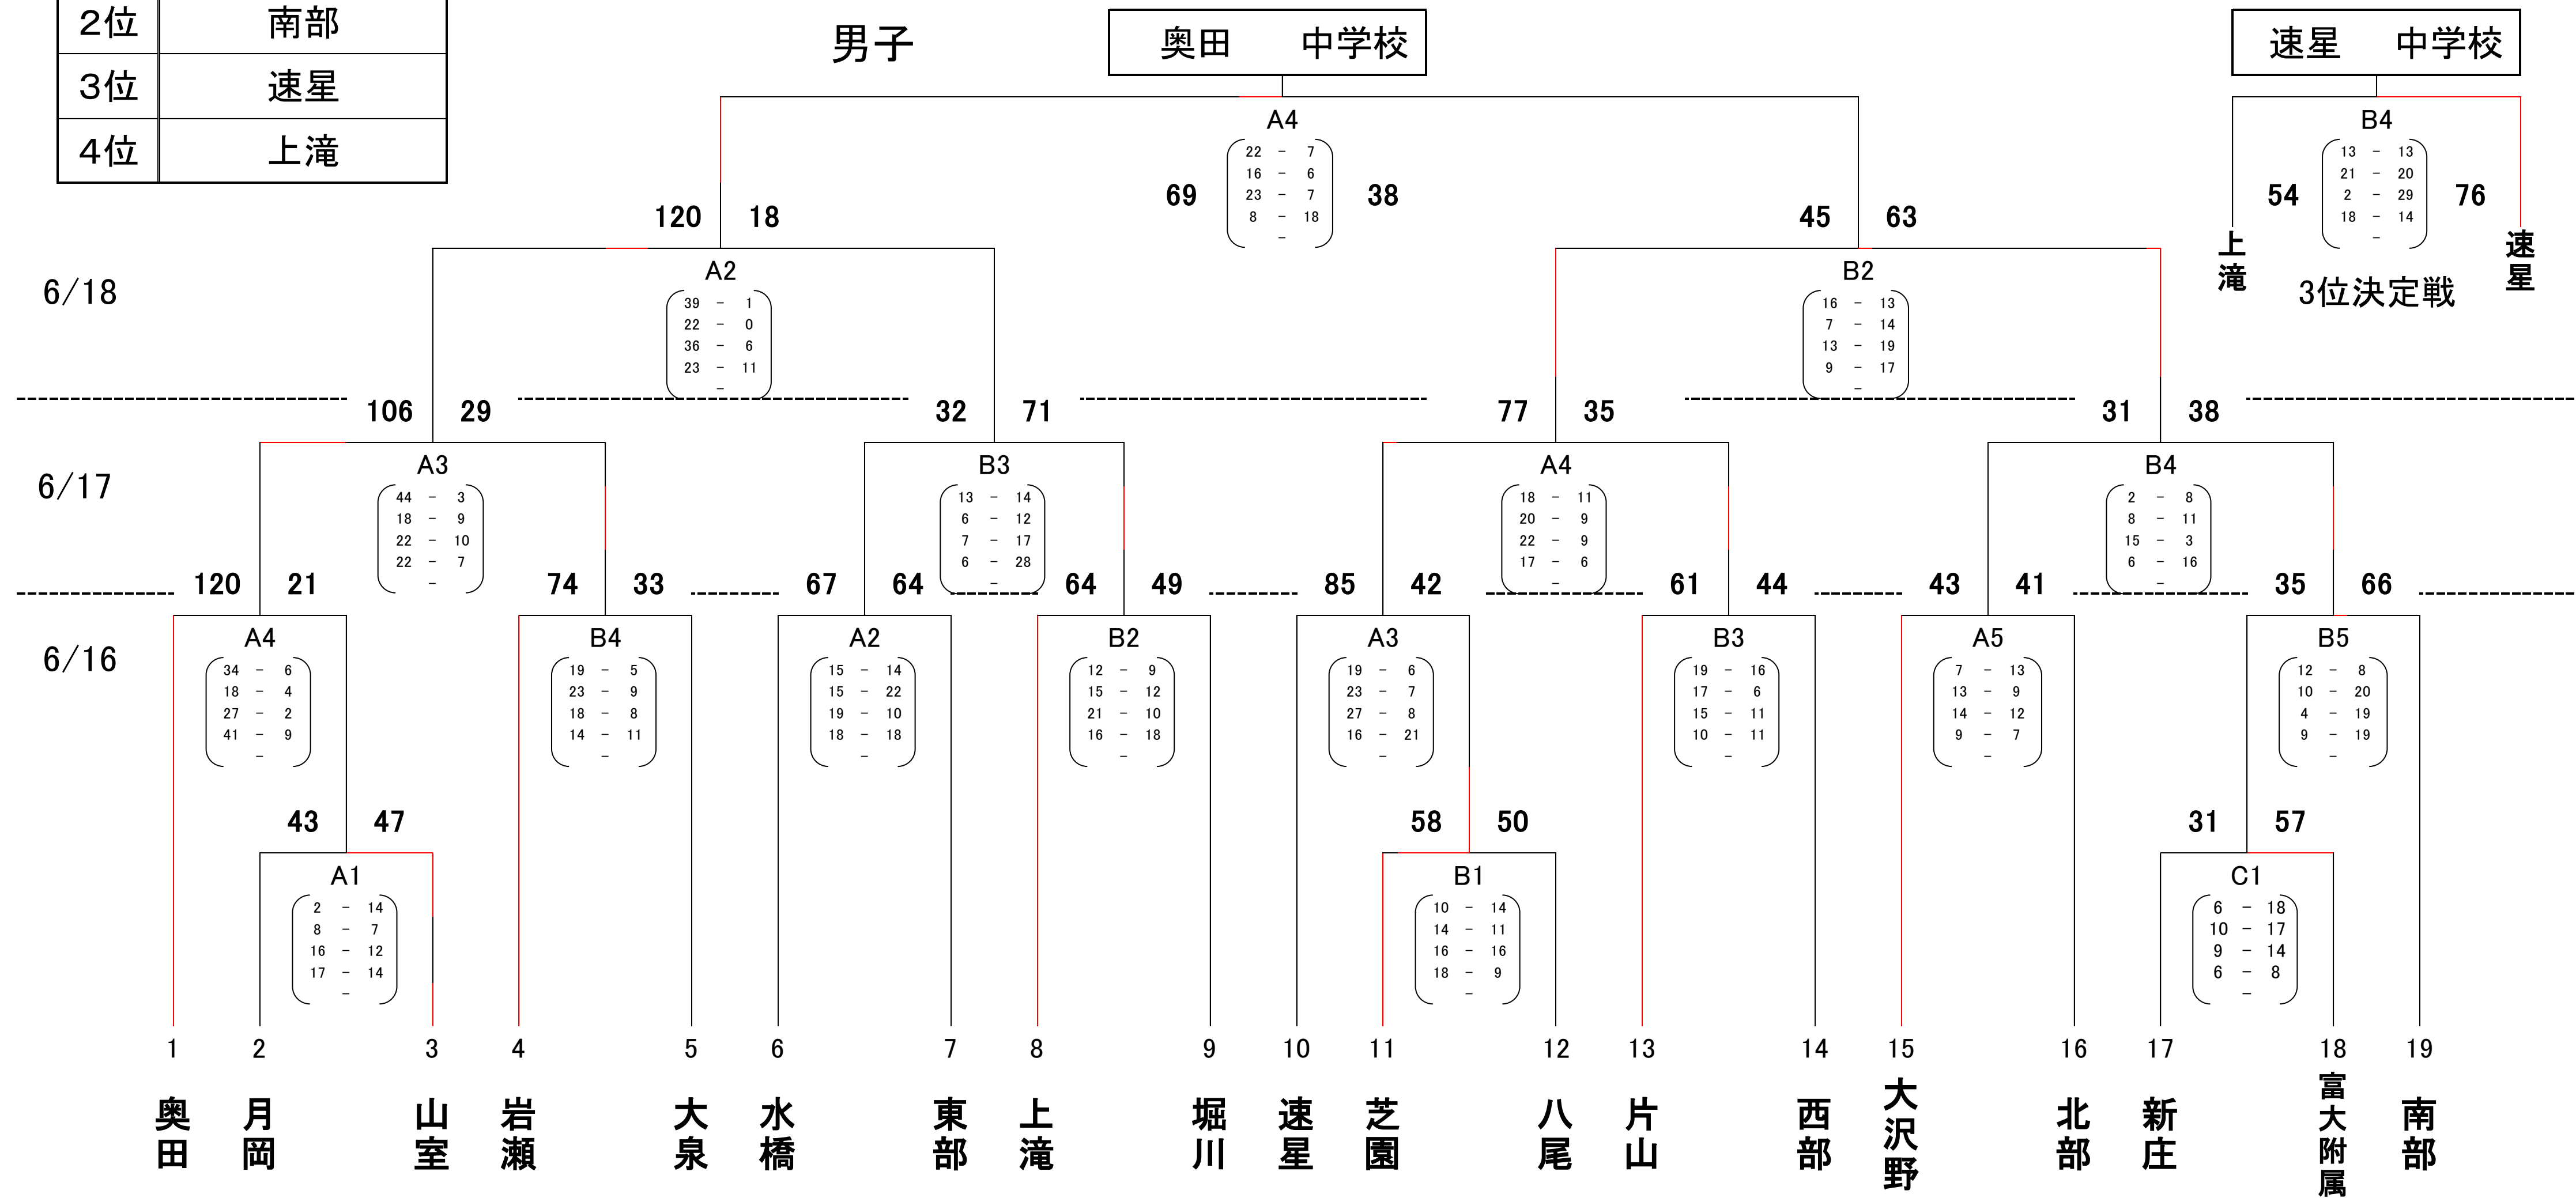 2位 南部
3位 速星
4位 上滝
男子
奥田 中学校
速星 中学校
A4
22 - 7
16 - 6
23 - 7
8 - 18
-
69 38
B4
13 - 13
21 - 20
2 - 29
18 - 14
-
54 76
上滝
速星
3位決定戦
6/18
120 18
A2
39 - 1
22 - 0
36 - 6
23 - 11
-
45 63
B2
16 - 13
7 - 14
13 - 19
9 - 17
-
6/17
106 29
A3
44 - 3
18 - 9
22 - 10
22 - 7
-
32 71
B3
13 - 14
6 - 12
7 - 17
6 - 28
-
77 35
A4
18 - 11
20 - 9
22 - 9
17 - 6
-
31 38
B4
2 - 8
8 - 11
15 - 3
6 - 16
-
6/16
120 21
A4
34 - 6
18 - 4
27 - 2
41 - 9
-
74 33
B4
19 - 5
23 - 9
18 - 8
14 - 11
-
67 64
A2
15 - 14
15 - 22
19 - 10
18 - 18
-
64 49
B2
12 - 9
15 - 12
21 - 10
16 - 18
-
85 42
A3
19 - 6
23 - 7
27 - 8
16 - 21
-
61 44
B3
19 - 16
17 - 6
15 - 11
10 - 11
-
43 41
A5
7 - 13
13 - 9
14 - 12
9 - 7
-
35 66
B5
12 - 8
10 - 20
4 - 19
9 - 19
-
43 47
A1
2 - 14
8 - 7
16 - 12
17 - 14
-
58 50
B1
10 - 14
14 - 11
16 - 16
18 - 9
-
31 57
C1
6 - 18
10 - 17
9 - 14
6 - 8
-
1 2 3 4 5 6 7 8 9 10 11 12 13 14 15 16 17 18 19
奥田
月岡
山室
岩瀬
大泉
水橋
東部
上滝
堀川
速星
芝園
八尾
片山
西部
大沢野
北部
新庄
富大附属
南部